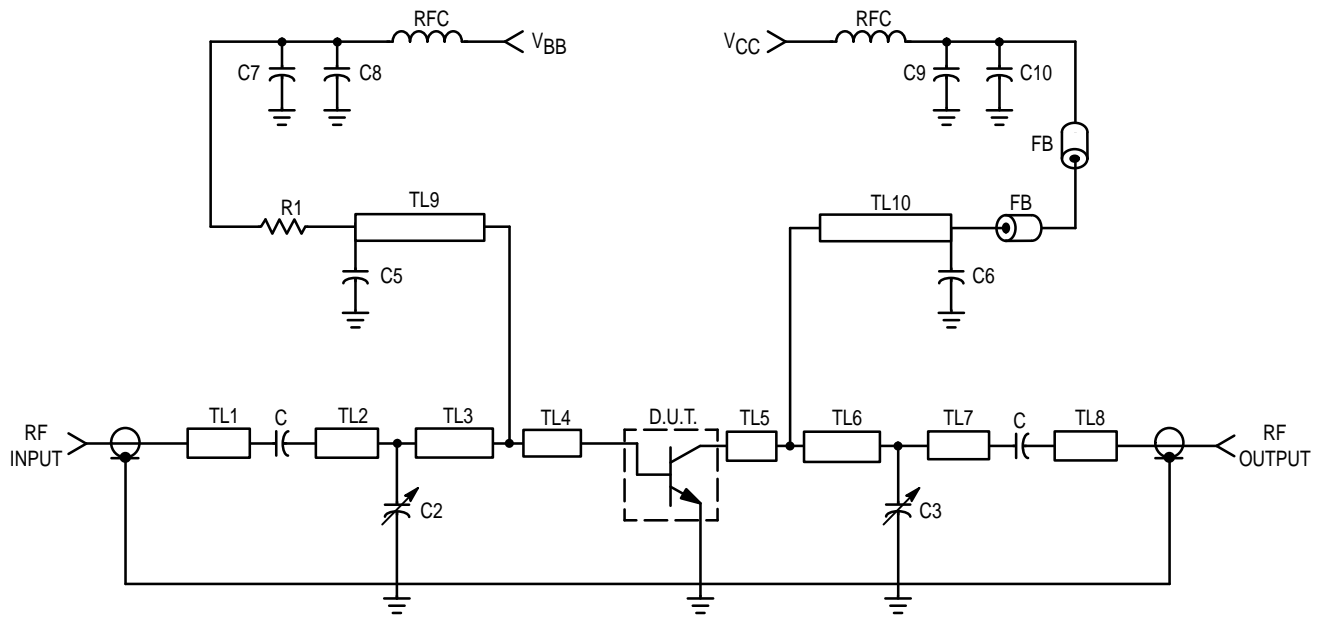 RFC
V_BB
C7
C8
V_CC
RFC
C9
C10
FB
R1
TL9
C5
TL10
FB
C6
RF
INPUT
TL1
C
TL2
TL3
TL4
D.U.T.
TL5
TL6
TL7
C
TL8
RF
OUTPUT
C2
C3